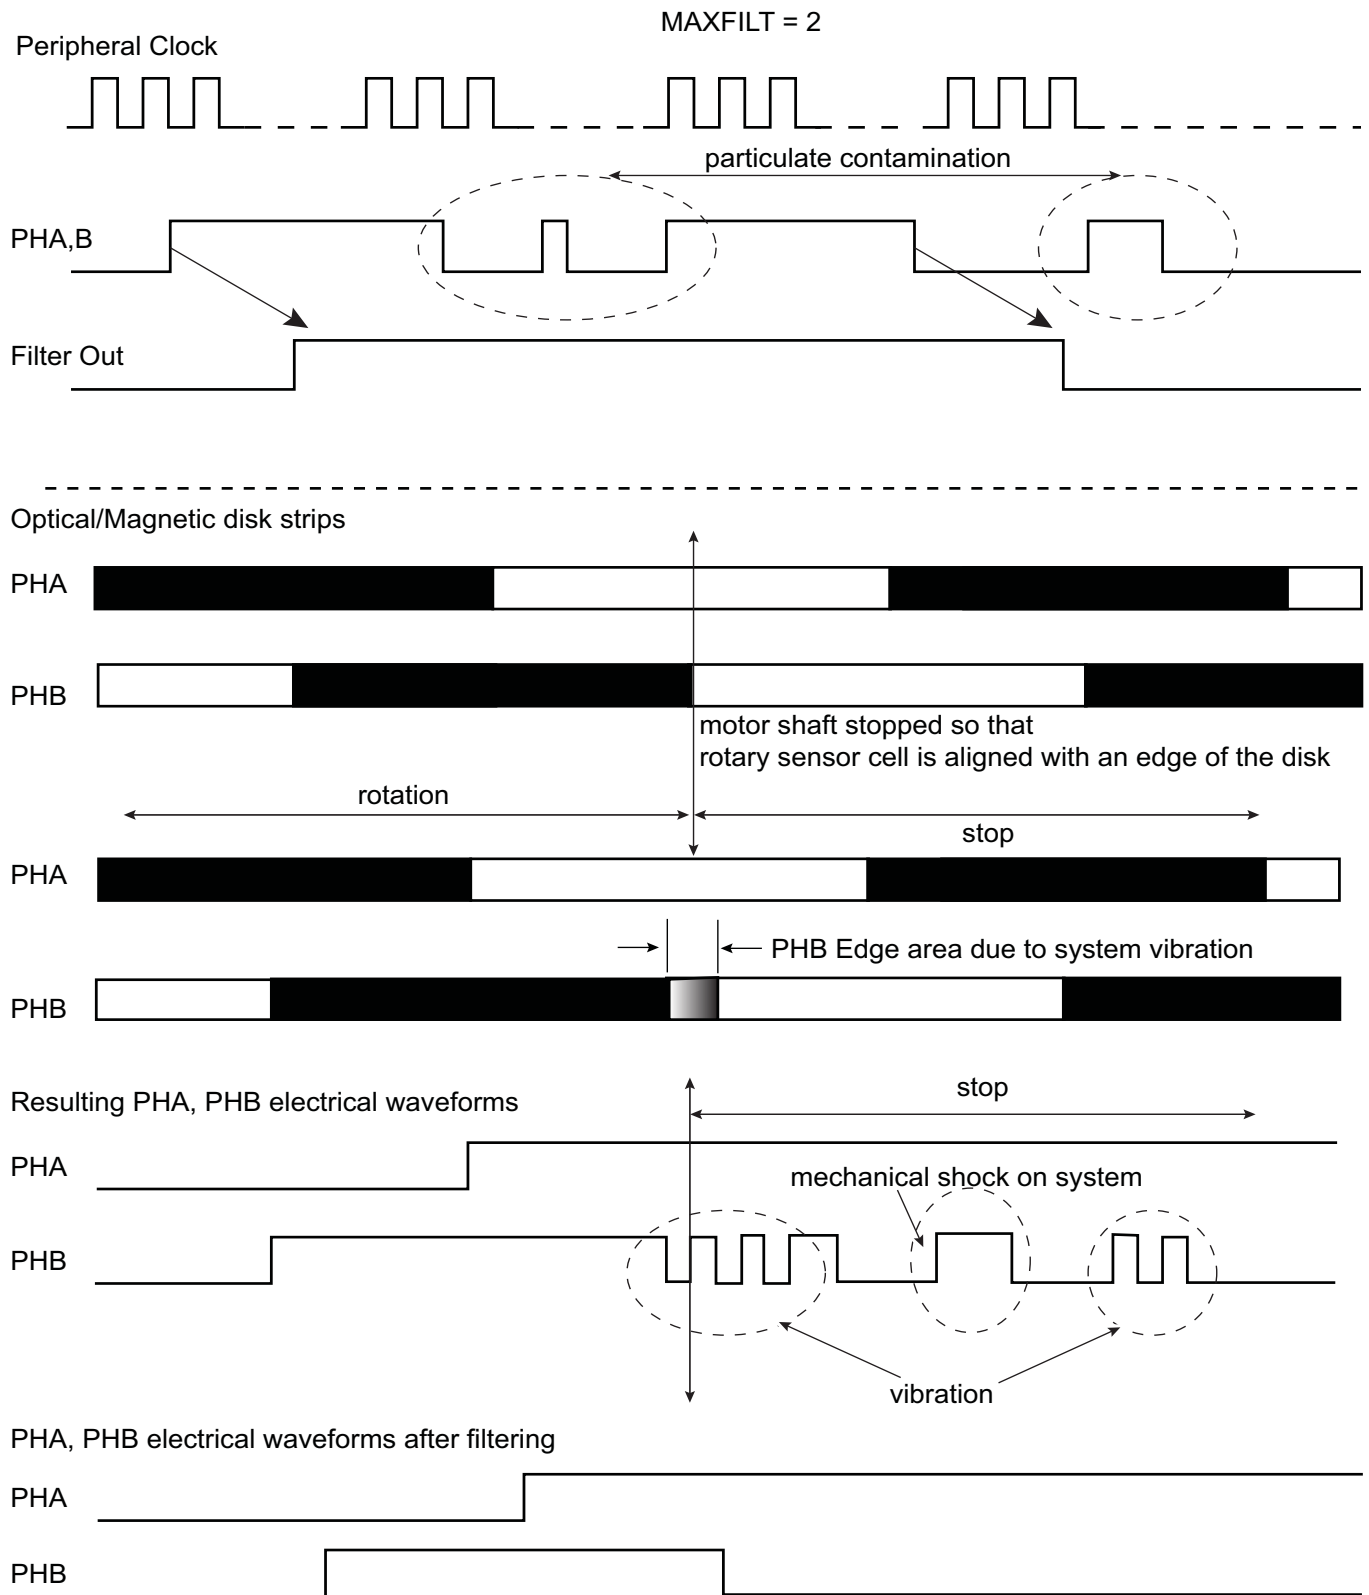 MAXFILT = 2
Peripheral Clock
particulate contamination
PHA,B
Filter Out
Optical/Magnetic disk strips
PHA
PHB
motor shaft stopped so that
rotary sensor cell is aligned with an edge of the disk
rotation
stop
PHA
PHB Edge area due to system vibration
PHB
stop
Resulting PHA, PHB electrical waveforms
PHA
mechanical shock on system
PHB
vibration
PHA, PHB electrical waveforms after filtering
PHA
PHB